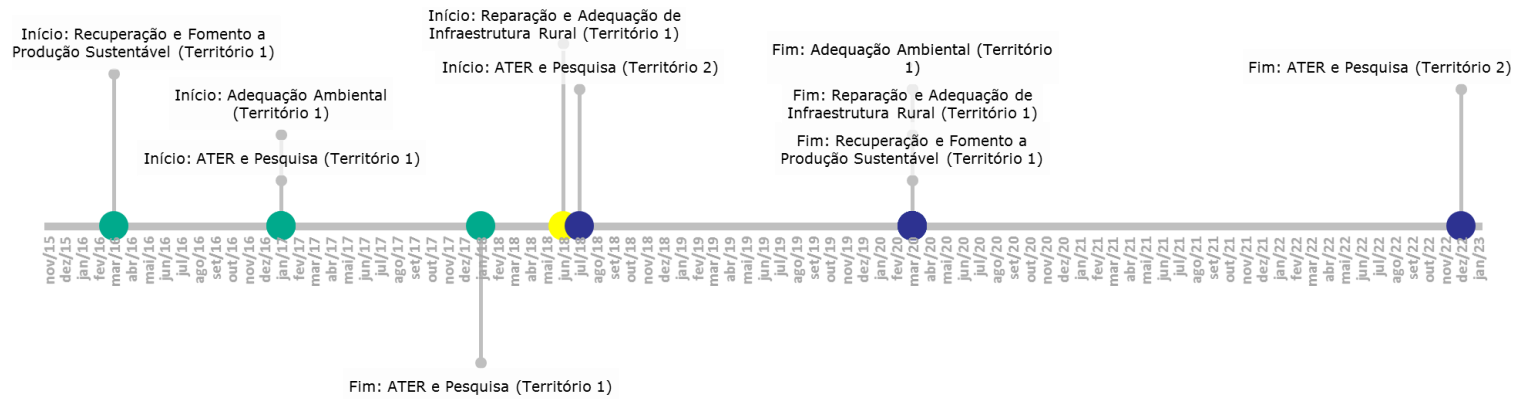 Início: Recuperação e Fomento a
Produção Sustentável (Território 1)
Início: Adequação Ambiental
(Território 1)
Início: ATER e Pesquisa (Território 1)
Início: Reparação e Adequação de
Infraestrutura Rural (Território 1)
Início: ATER e Pesquisa (Território 2)
Fim: Adequação Ambiental (Território
1)
Fim: Reparação e Adequação de
Infraestrutura Rural (Território 1)
Fim: Recuperação e Fomento a
Produção Sustentável (Território 1)
Fim: ATER e Pesquisa (Território 2)
nov/15
dez/15
jan/16
fev/16
mar/16
abr/16
mai/16
jun/16
jul/16
ago/16
set/16
out/16
nov/16
dez/16
jan/17
fev/17
mar/17
abr/17
mai/17
jun/17
jul/17
ago/17
set/17
out/17
nov/17
dez/17
jan/18
fev/18
mar/18
abr/18
mai/18
jun/18
jul/18
ago/18
set/18
out/18
nov/18
dez/18
jan/19
fev/19
mar/19
abr/19
mai/19
jun/19
jul/19
ago/19
set/19
out/19
nov/19
dez/19
jan/20
fev/20
mar/20
abr/20
mai/20
jun/20
jul/20
ago/20
set/20
out/20
nov/20
dez/20
jan/21
fev/21
mar/21
abr/21
mai/21
jun/21
jul/21
ago/21
set/21
out/21
nov/21
dez/21
jan/22
fev/22
mar/22
abr/22
mai/22
jun/22
jul/22
ago/22
set/22
out/22
nov/22
dez/22
jan/23
Fim: ATER e Pesquisa (Território 1)